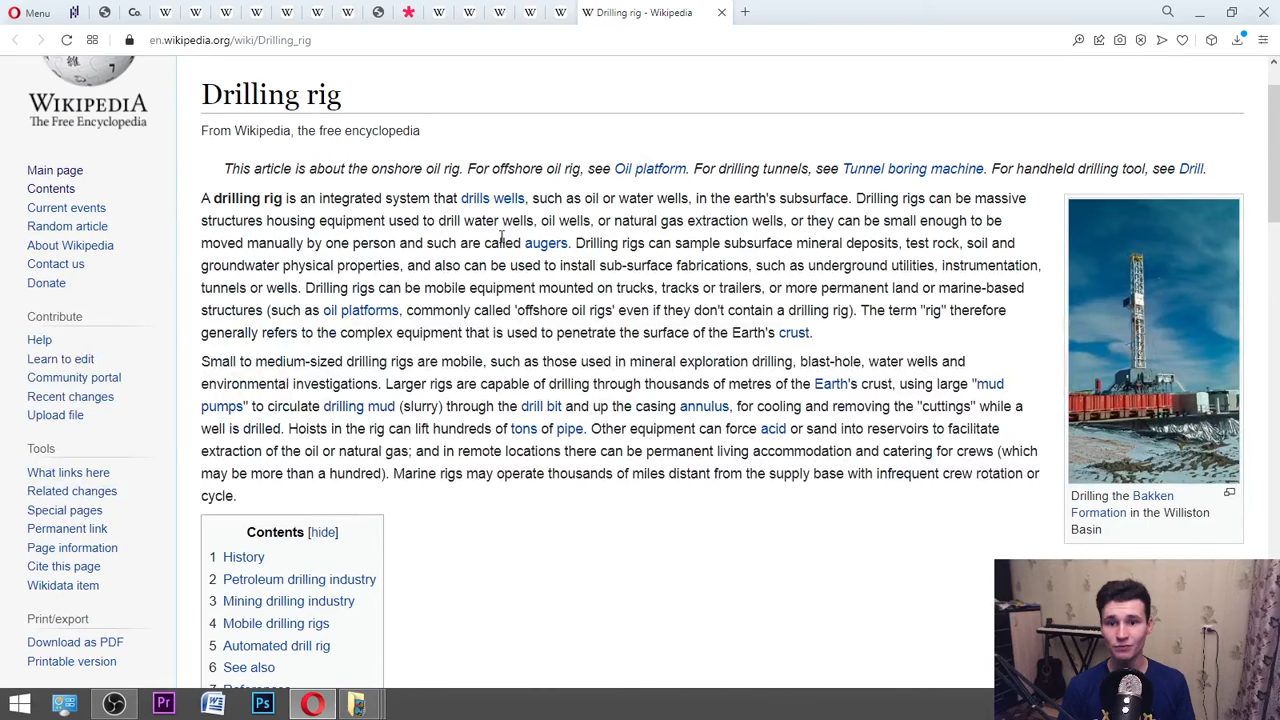 Menu
Co.
Drilling rig - Wikipedia
en.wikipedia.org/wiki/Drilling_rig
WIKIPEDIA
The Free Encyclopedia
Main page
Contents
Current events
Random article
About Wikipedia
Contact us
Donate
Contribute
Help
Learn to edit
Community portal
Recent changes
Upload file
Tools
What links here
Related changes
Special pages
Permanent link
Page information
Cite this page
Wikidata item
Print/export
Download as PDF
Printable version
Drilling rig
From Wikipedia, the free encyclopedia
This article is about the onshore oil rig. For offshore oil rig, see Oil platform. For drilling tunnels, see Tunnel boring machine. For handheld drilling tool, see Drill.
A drilling rig is an integrated system that drills wells, such as oil or water wells, in the earth's subsurface. Drilling rigs can be massive
structures housing equipment used to drill water wells, oil wells, or natural gas extraction wells, or they can be small enough to be
moved manually by one person and such are called augers. Drilling rigs can sample subsurface mineral deposits, test rock, soil and
groundwater physical properties, and also can be used to install sub-surface fabrications, such as underground utilities, instrumentation,
tunnels or wells. Drilling rigs can be mobile equipment mounted on trucks, tracks or trailers, or more permanent land or marine-based
structures (such as oil platforms, commonly called 'offshore oil rigs' even if they don't contain a drilling rig). The term "rig" therefore
generally refers to the complex equipment that is used to penetrate the surface of the Earth's crust.
Small to medium-sized drilling rigs are mobile, such as those used in mineral exploration drilling, blast-hole, water wells and
environmental investigations. Larger rigs are capable of drilling through thousands of metres of the Earth's crust, using large "mud
pumps" to circulate drilling mud (slurry) through the drill bit and up the casing annulus, for cooling and removing the "cuttings" while a
well is drilled. Hoists in the rig can lift hundreds of tons of pipe. Other equipment can force acid or sand into reservoirs to facilitate
extraction of the oil or natural gas; and in remote locations there can be permanent living accommodation and catering for crews (which
may be more than a hundred). Marine rigs may operate thousands of miles distant from the supply base with infrequent crew rotation or
cycle.
Drilling the Bakken
Formation in the Williston
Basin
Contents [hide]
1 History
2 Petroleum drilling industry
3 Mining drilling industry
4 Mobile drilling rigs
5 Automated drill rig
6 See also
7 References
Pr
W
Ps